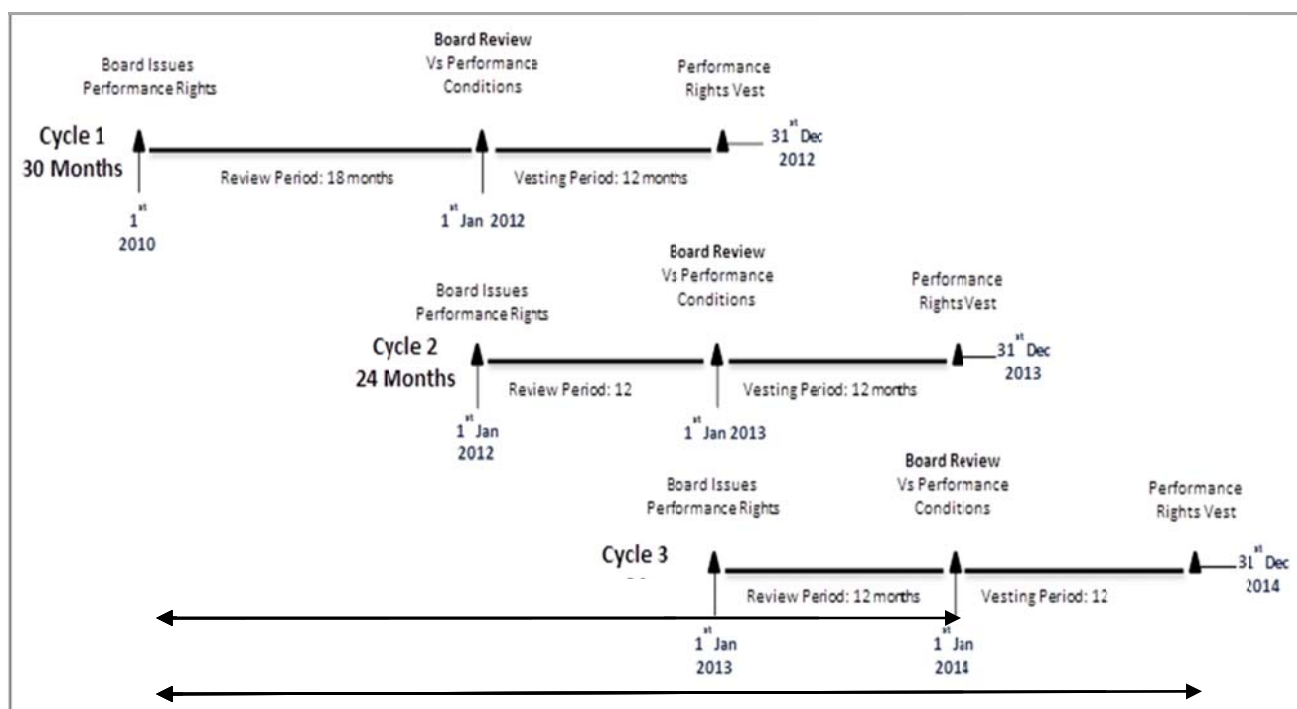 Board Issues
Performance Rights
Board Review
Vs Performance
Conditions
Performance
Rights Vest
Cycle 1
30 Months
31st Dec
2012
Review Period: 18 months
Vesting Period: 12 months
1st
2010
1st Jan 2012
Board Issues
Performance Rights
Board Review
Vs Performance
Conditions
Performance
Rights Vest
Cycle 2
24 Months
31st Dec
2013
Review Period: 12
Vesting Period: 12 months
1st Jan
2012
1st Jan 2013
Board Issues
Performance Rights
Board Review
Vs Performance
Conditions
Performance
Rights Vest
Cycle 3
31st Dec
2014
Review Period: 12 months
Vesting Period: 12
1st Jan
2013
1st Jan
2014